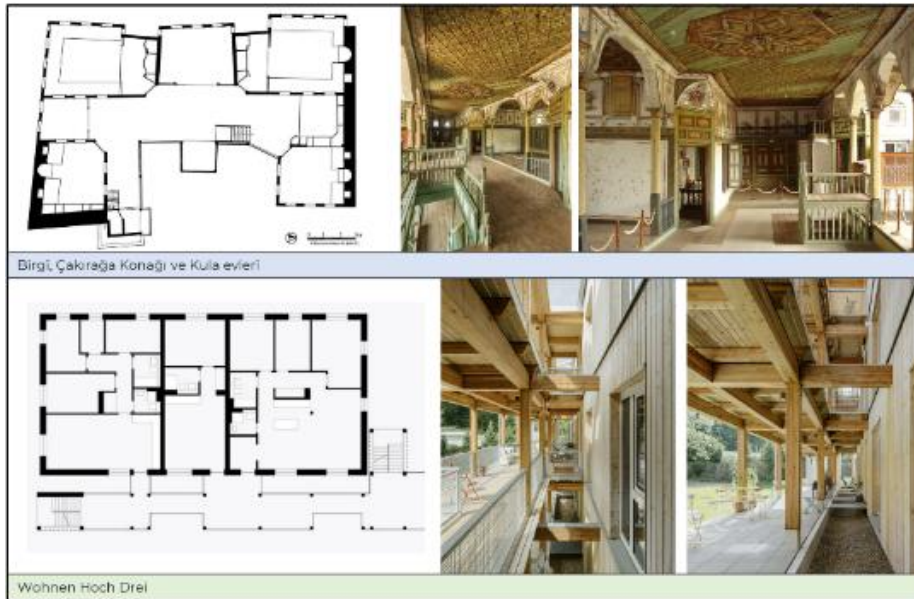 Birgi, Çakırağa Konağı ve Kula evleri
Wohnen Hoch Drei